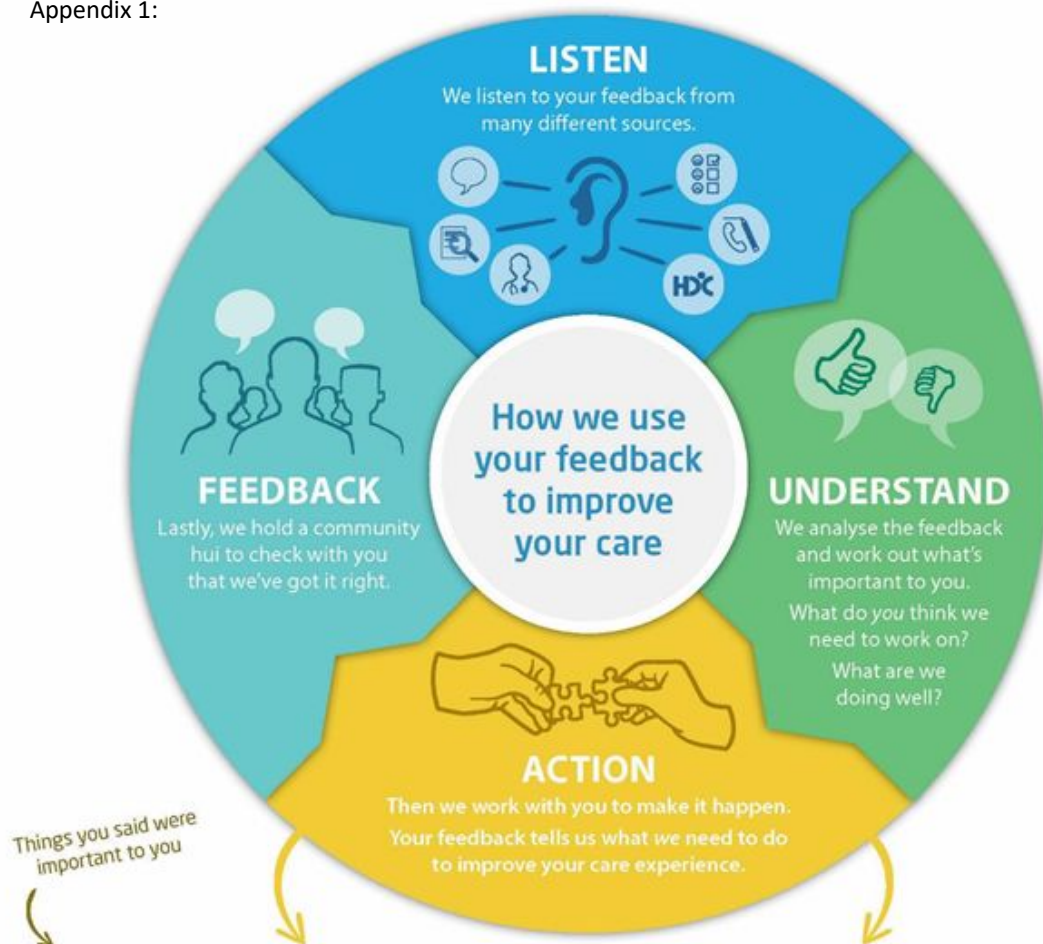 Appendix 1:
LISTEN
We listen to your feedback from
many different sources.
HDC
UNDERSTAND
We analyse the feedback
and work out what's
important to you.
What do you think we
need to work on?
What are we
doing well?
ACTION
Then we work with you to make it happen.
Your feedback tells us what we need to do
to improve your care experience.
FEEDBACK
Lastly, we hold a community
hui to check with you
that we've got it right.
How we use
your feedback
to improve
your care
Things you said were
important to you